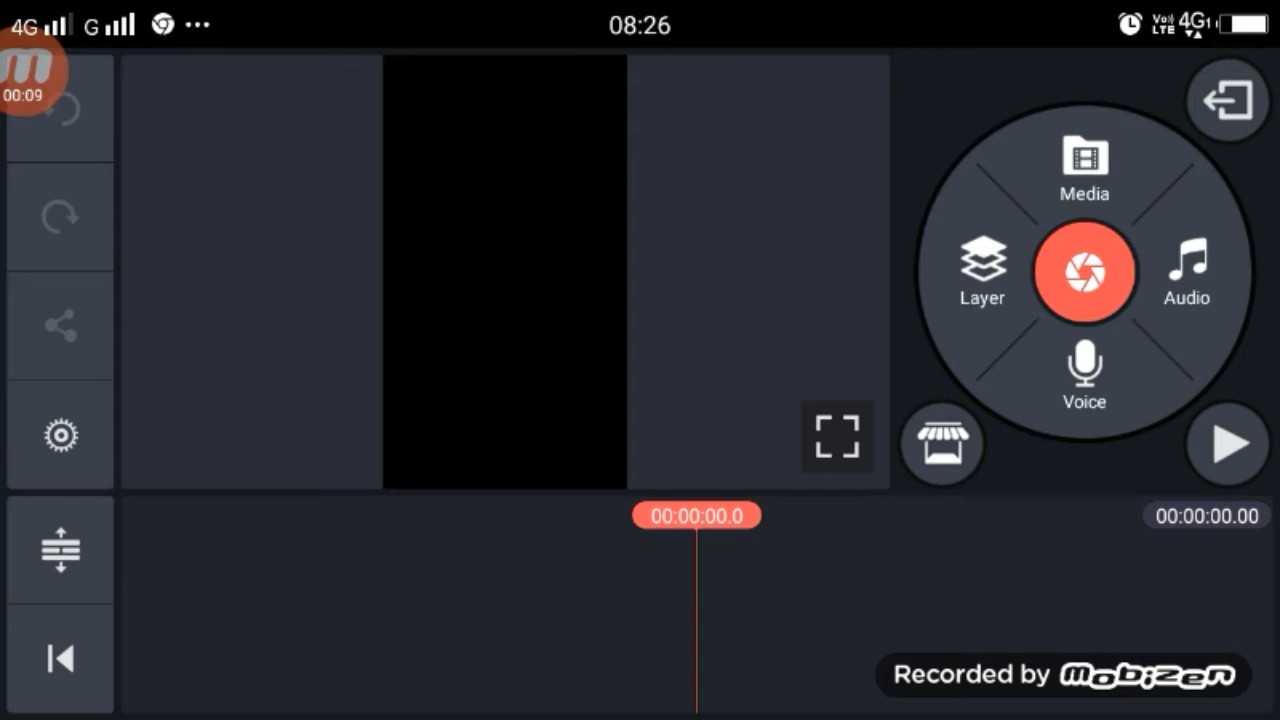 4G G 08:26 Vo)) LTE 4G
m
00:09
Media
Layer
Audio
Voice
00:00:00.0
00:00:00.00
Recorded by mobizen